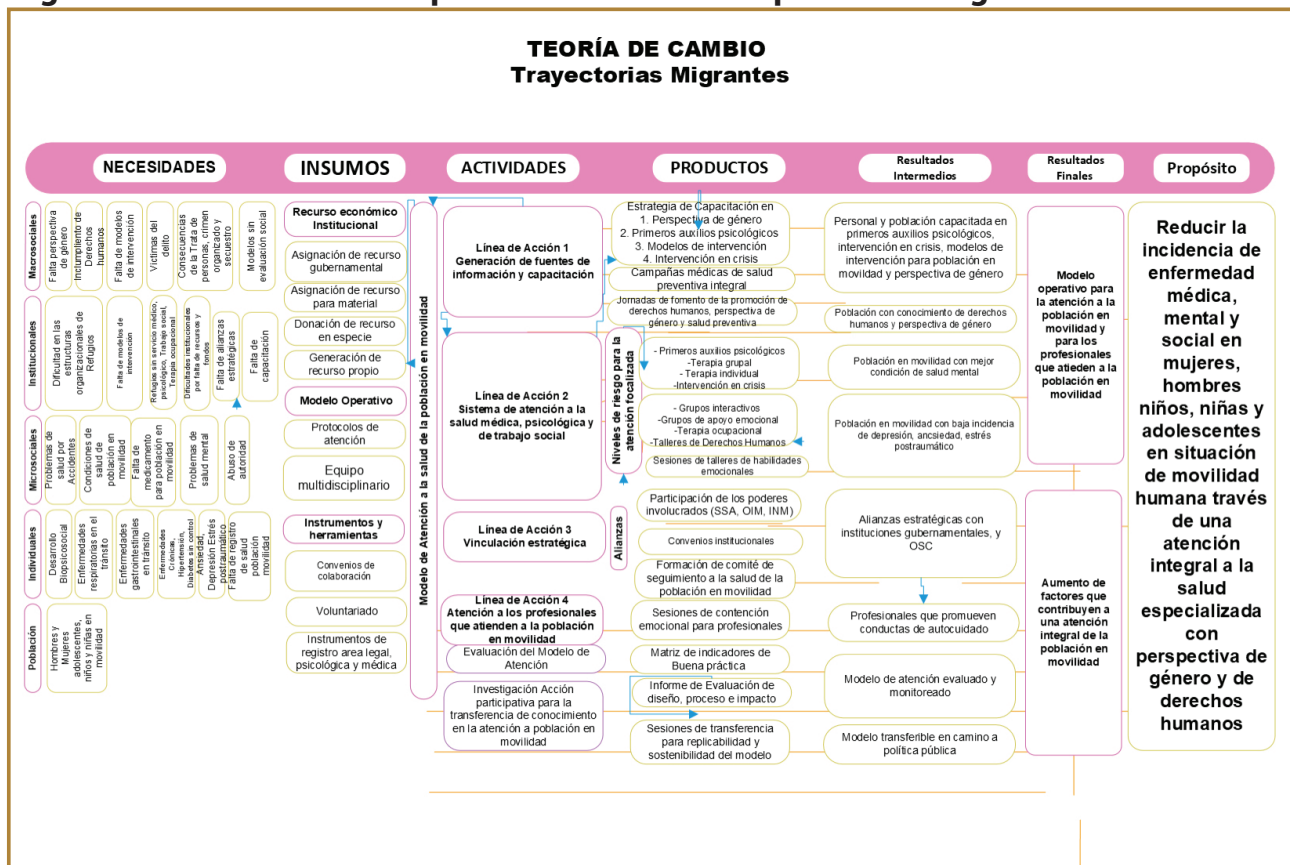 TEORÍA DE CAMBIO
Trayectorias Migrantes
NECESIDADES
INSUMOS
ACTIVIDADES
PRODUCTOS
Resultados
Intermedios
Resultados
Finales
Propósito
Macrosociales
Falta perspectiva
de género
Inclumpliento de
Derechos
humanos
Falta de modelos
de intervención
Víctimas del
delito
Consecuencias
de la Trata de
personas, crimen
organizado y
secuestro
Modelos sin
evaluación social
Institucionales
Dificultad en las
estructuras
organizacionales de
Refugios
Falta de modelos de
intervención
Refugios sin servicio médico,
psicológico, Trabajo social,
Terapia ocupacional
Dificultades institucionales
por falta de recursos y
fondos
Falta de alianzas
estratégicas
Falta de
capacitación
Microsociales
Problemas de
salud por
Accidentes
Condiciones de
salud de
población en
movilidad
Falta de
medicamento
para población en
movilidad
Problemas de
salud mental
Abuso de
autoridad
Individuales
Desarrollo
Biopsicosocial
Enfermedades
respiratorias en el
tránsito
Enfermedades
gastrointestinales
en tránsito
Enfermedades
Crónicas,
Hipertensión,
Diabetes sin control
Ansiedad,
Depresión Estrés
postraumático
Falta de registro
de salud
población
movilidad
Población
Hombres y
Mujeres
adolescentes,
niños y niñas en
movilidad
Recurso económico
Institucional
Asignación de recurso
gubernamental
Asignación de recurso
para material
Donación de recurso
en especie
Generación de
recurso propio
Modelo Operativo
Protocolos de
atención
Equipo
multidisciplinario
Instrumentos y
herramientas
Convenios de
colaboración
Voluntariado
Instrumentos de
registro area legal,
psicológica y médica
Modelo de Atención a la salud de la población en movilidad
Línea de Acción 1
Generación de fuentes de
información y capacitación
Línea de Acción 2
Sistema de atención a la
salud médica, psicológica y
de trabajo social
Línea de Acción 3
Vinculación estratégica
Línea de Acción 4
Atención a los profesionales
que atienden a la población
en movilidad
Evaluación del Modelo de
Atención
Investigación Acción
participativa para la
transferencia de conocimiento
en la atención a población en
movilidad
Niveles de riesgo para la
atención focalizada
Alianzas
Estrategia de Capacitación en
1. Perspectiva de género
2. Primeros auxilios psicológicos
3. Modelos de intervención
4. Intervención en crisis
Campañas médicas de salud
preventiva integral
Jornadas de fomento de la promoción de
derechos humanos, perspectiva de
género y salud preventiva
- Primeros auxilios psicológicos
- Terapia grupal
- Terapia individual
-Intervención en crisis
- Grupos interactivos
-Grupos de apoyo emocional
- Terapia ocupacional
-Talleres de Derechos Humanos
Sesiones de talleres de habilidades
emocionales
Participación de los poderes
involucrados (SSA, OIM, INM)
Convenios institucionales
Formación de comité de
seguimiento a la salud de la
población en movilidad
Sesiones de contención
emocional para profesionales
Matriz de indicadores de
Buena práctica
Informe de Evaluación de
diseño, proceso e impacto
Sesiones de transferencia
para replicabilidad y
sostenibilidad del modelo
Personal y población capacitada en
primeros auxilios psicológicos,
intervención en crisis, modelos de
intervención para población en
movilidad y perspectiva de género
Población con conocimiento de derechos
humanos y perspectiva de género
Población en movilidad con mejor
condición de salud mental
Población en movilidad con baja incidencia
de depresión, ancsiedad, estrés
postraumático
Alianzas estratégicas con
instituciones gubernamentales, y
OSC
Profesionales que promueven
conductas de autocuidado
Modelo de atención evaluado y
monitoreado
Modelo transferible en camino a
política pública
Modelo
operativo para
la atención a la
población en
movilidad y
para los
profesionales
que atieden a la
población en
movilidad
Aumento de
factores que
contribuyen a
una atención
integral de la
población en
movilidad
Reducir la
incidencia de
enfermedad
médica,
mental y
social en
mujeres,
hombres
niños, niñas y
adolescentes
en situación
de movilidad
humana través
de una
atención
integral a la
salud
especializada
con
perspectiva de
género y de
derechos
humanos